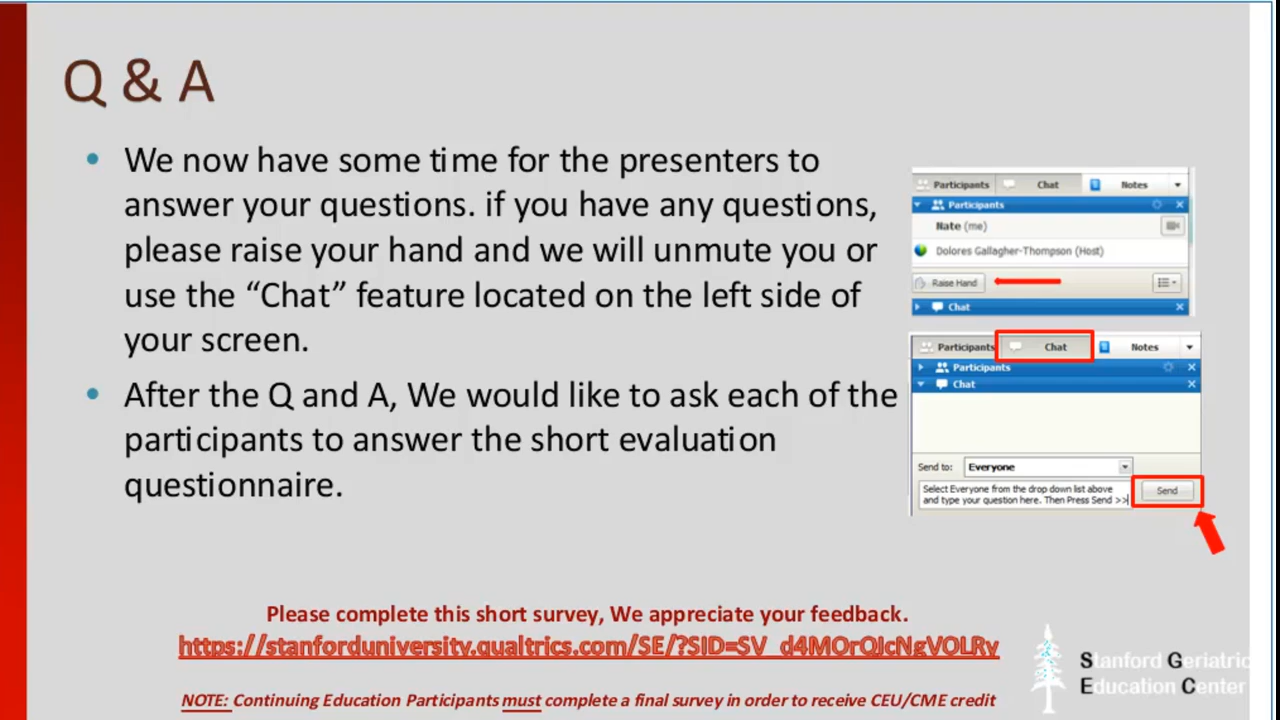 Q & A
• We now have some time for the presenters to
answer your questions. if you have any questions,
please raise your hand and we will unmute you or
use the “Chat” feature located on the left side of
your screen.
• After the Q and A, We would like to ask each of the
participants to answer the short evaluation
questionnaire.
Participants Chat Notes
Participants
Nate (me)
Dolores Gallagher-Thompson (Host)
Raise Hand
Chat
Participants Chat Notes
Participants
Chat
Send to: Everyone
Select Everyone from the drop down list above
and type your question here. Then Press Send >>
Send
Please complete this short survey, We appreciate your feedback.
https://stanforduniversity.qualtrics.com/SE/?SID=SV_d4MOrQJcNgVOLRy
NOTE: Continuing Education Participants must complete a final survey in order to receive CEU/CME credit
Stanford Geriatric
Education Center